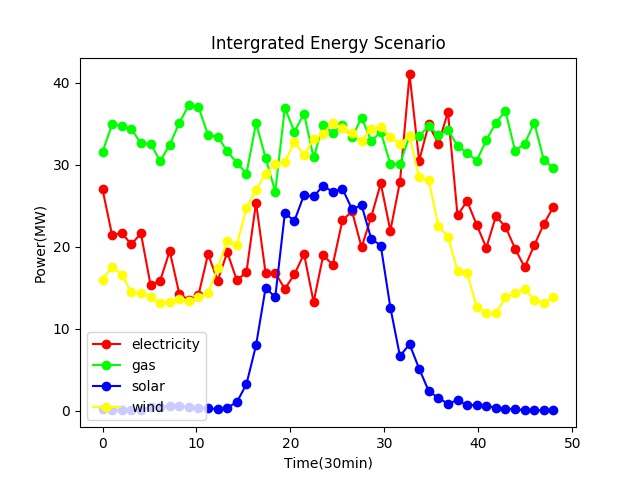 Intergrated Energy Scenario
Power(MW)
40
30
20
10
0
electricity
gas
solar
wind
0 10 20 30 40 50
Time(30min)